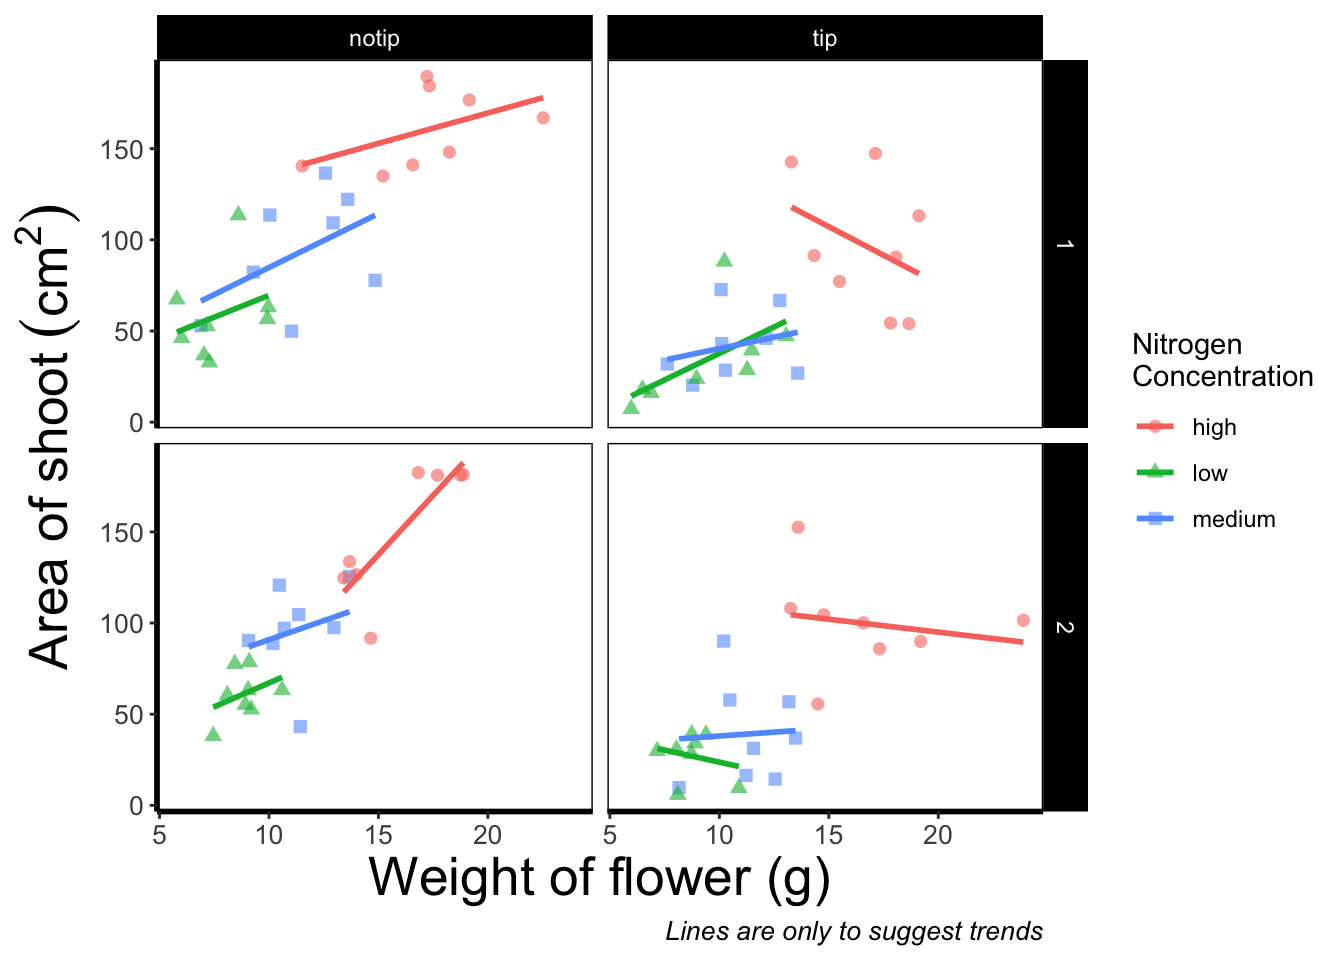 notip
tip
150
100
50
0
1
150
100
50
0
2
5
10
15
20
5
10
15
20
Area of shoot (cm²)
Weight of flower (g)
Lines are only to suggest trends
Nitrogen
Concentration
high
low
medium